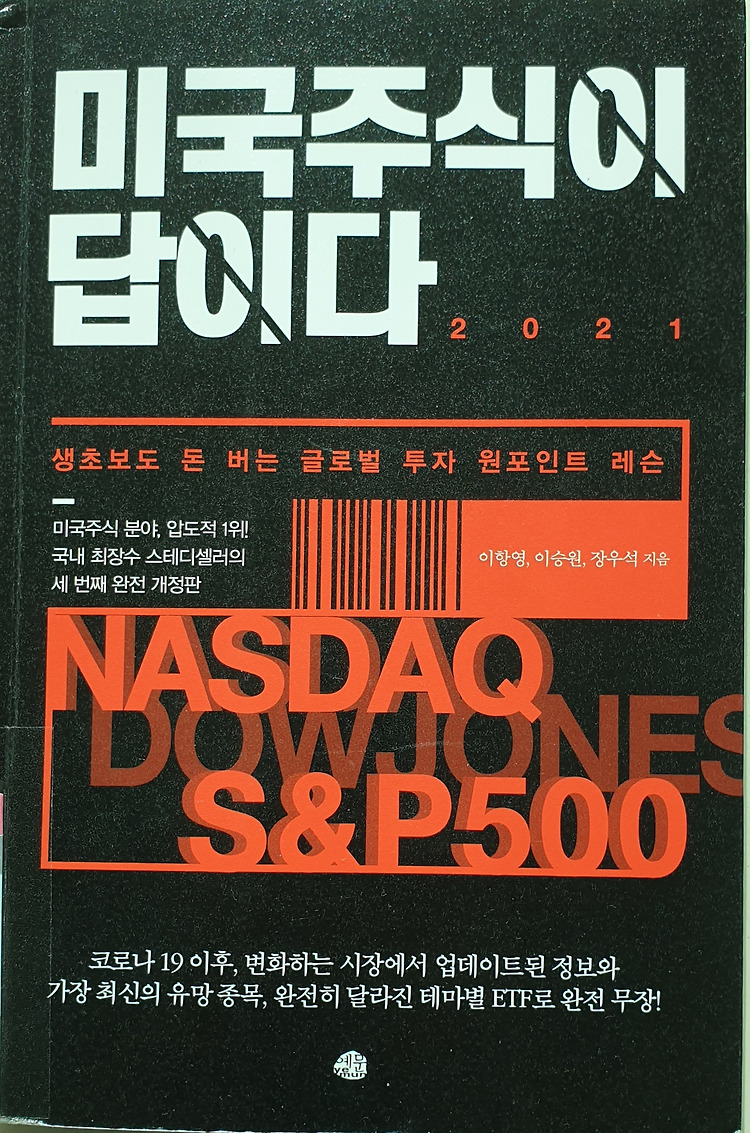 미국주식이
답이다
2021
생초보도 돈 버는 글로벌 투자 원포인트 레슨
미국주식 분야, 압도적 1위!
국내 최장수 스테디셀러의
세 번째 완전 개정판
이항영, 이승원, 장우석 지음
NASDAQ
DOWJONES
S&P500
코로나 19 이후, 변화하는 시장에서 업데이트된 정보와
가장 최신의 유망 종목, 완전히 달라진 테마별 ETF로 완전 무장!
예문
Yemun